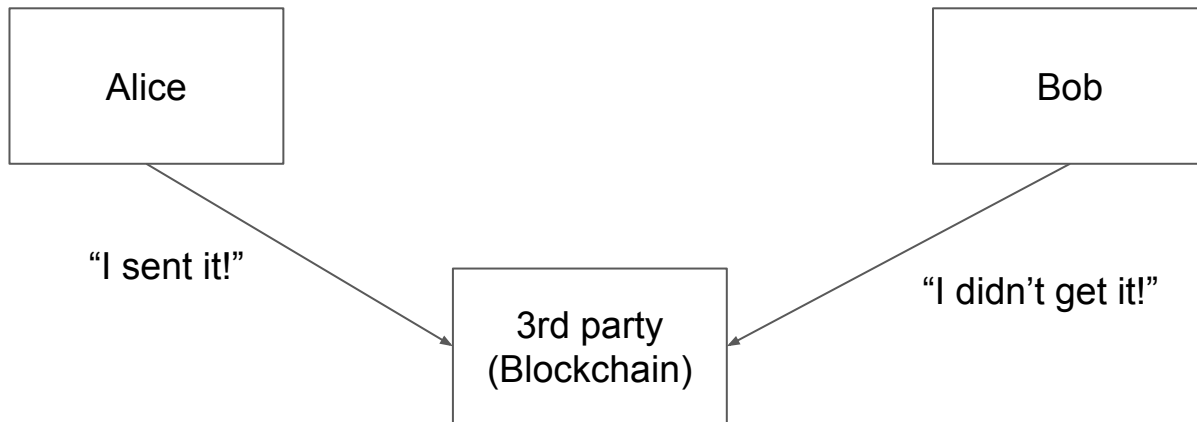 Alice
Bob
“I sent it!”
“I didn’t get it!”
3rd party
(Blockchain)